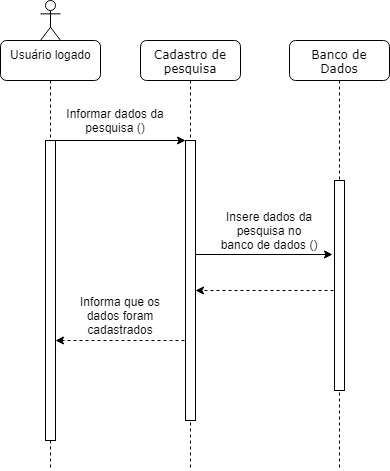 Usuário logado
Cadastro de
pesquisa
Banco de
Dados
Informar dados da
pesquisa ()
Insere dados da
pesquisa no
banco de dados ()
Informa que os
dados foram
cadastrados